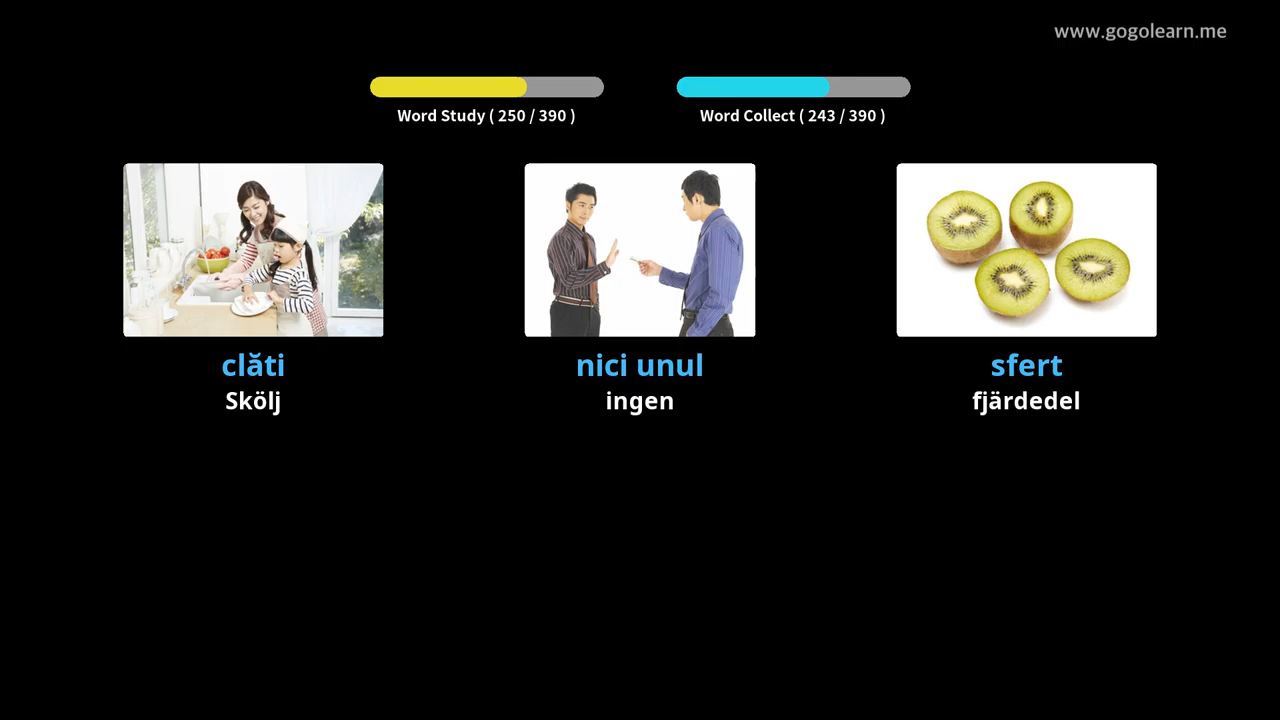 www.gogolearn.me
Word Study ( 250 / 390 )
Word Collect ( 243 / 390 )
clăti
Skölj
nici unul
ingen
sfert
fjärdedel